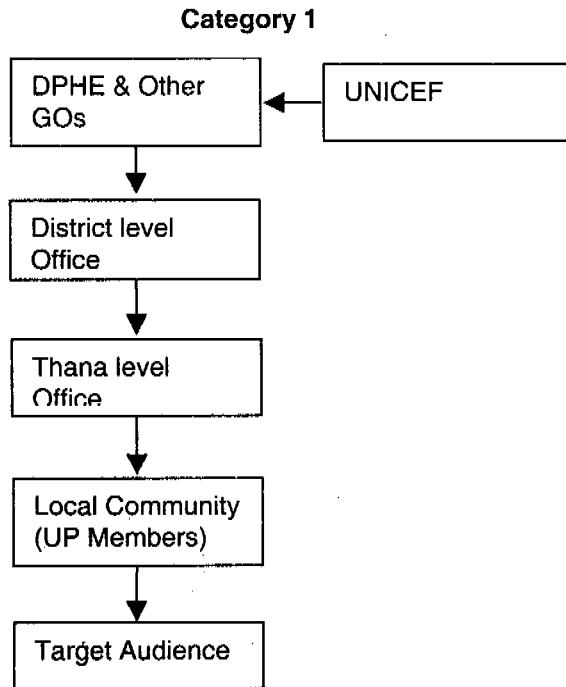 Category 1
DPHE & Other
GOs
UNICEF
District level
Office
Thana level
Office
Local Community
(UP Members)
Target Audience